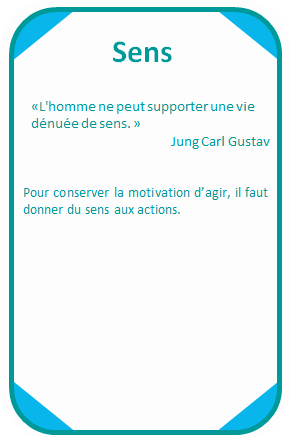 Sens
«L'homme ne peut supporter une vie
dénuée de sens. »
Jung Carl Gustav
Pour conserver la motivation d’agir, il faut
donner du sens aux actions.